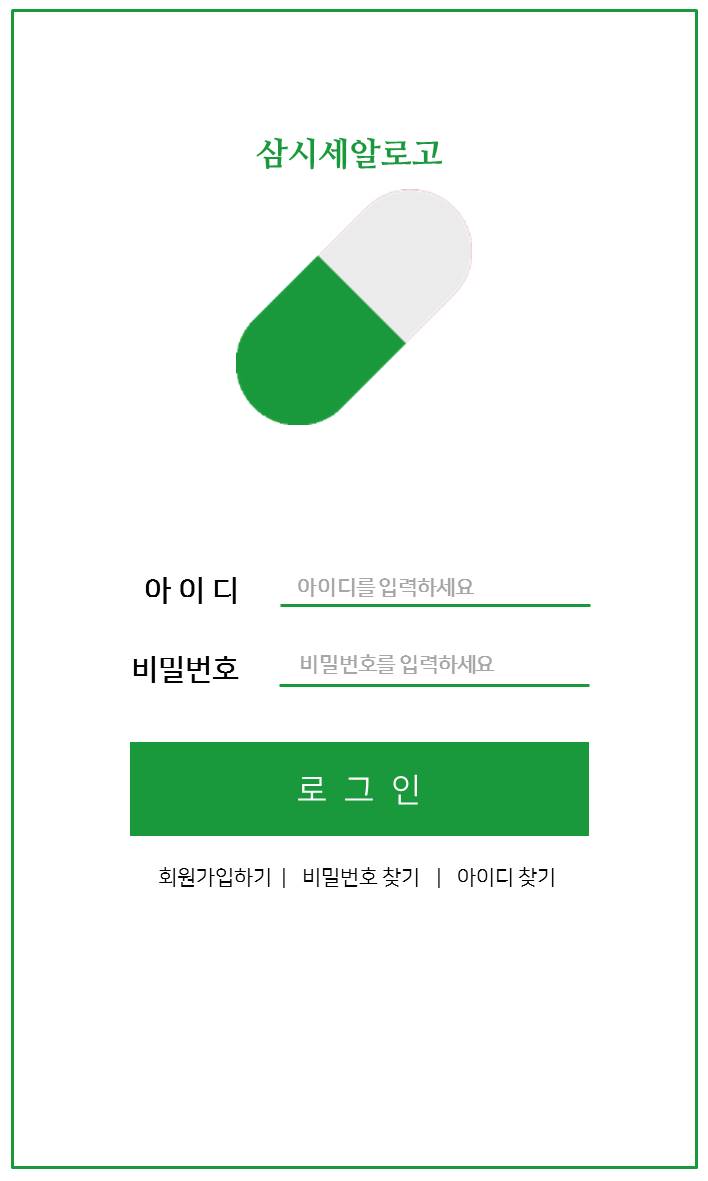 삼시세알로고
아 이 디 아이디를 입력하세요
비밀번호 비밀번호를 입력하세요
로 그 인
회원가입하기 | 비밀번호 찾기 | 아이디 찾기